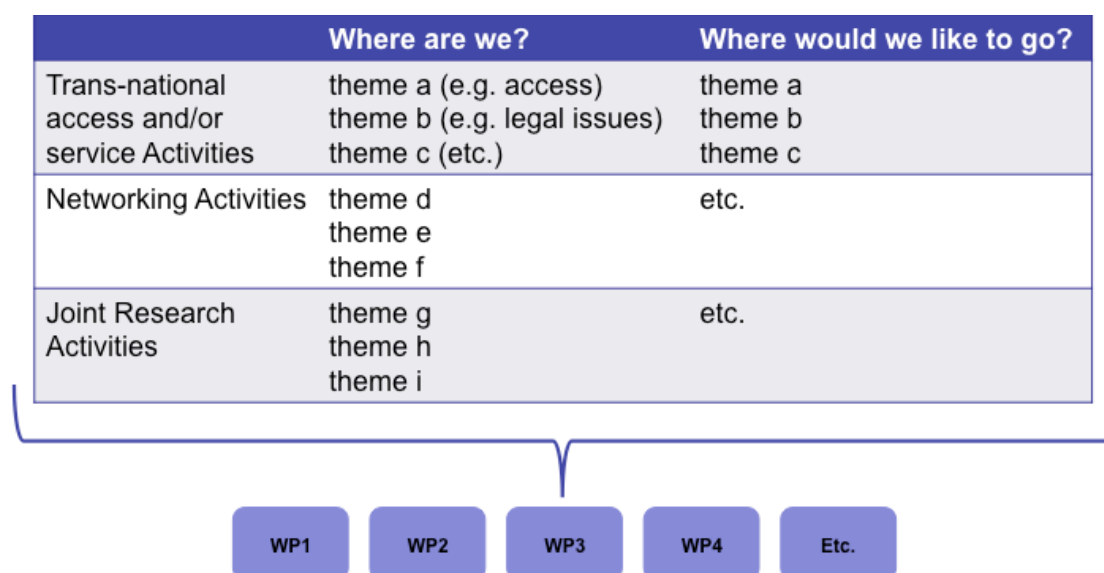 Where are we? Where would we like to go?
Trans-national theme a (e.g. access) theme a
access and/or theme b (e.g. legal issues) theme b
service Activities theme c (etc.) theme c
Networking Activities theme d etc.
theme e
theme f
Joint Research theme g etc.
Activities theme h
theme i
WP1 WP2 WP3 WP4 Etc.